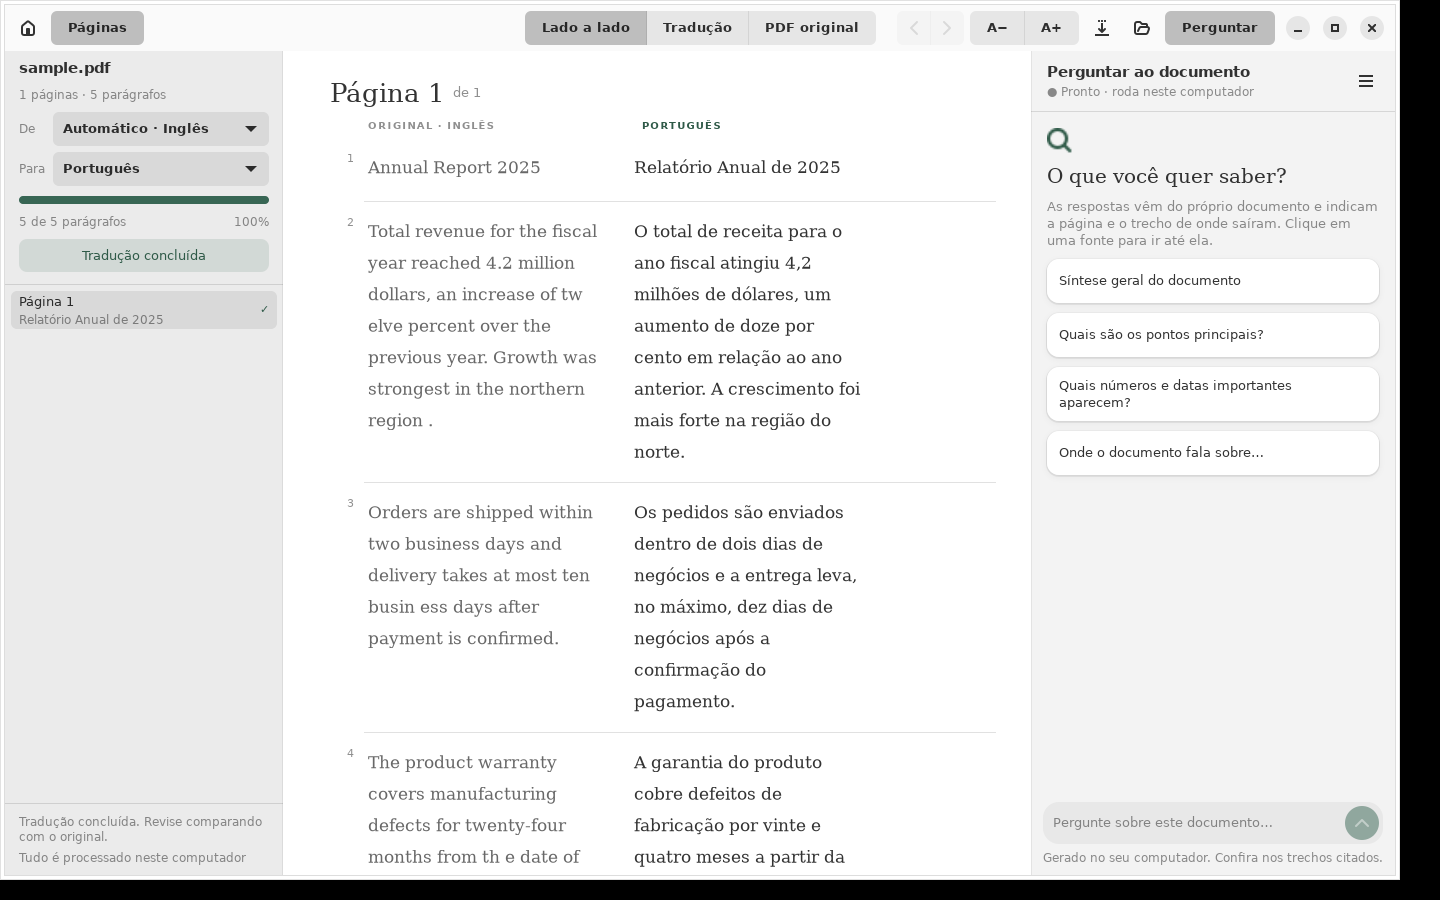 Páginas
Lado a lado
Tradução
PDF original
A−
A+
Perguntar
sample.pdf
1 páginas · 5 parágrafos
De
Automático · Inglês
Para
Português
5 de 5 parágrafos
100%
Tradução concluída
Página 1
Relatório Anual de 2025
✓
Tradução concluída. Revise comparando
com o original.
Tudo é processado neste computador
Página 1 de 1
ORIGINAL · INGLÊS
PORTUGUÊS
1
Annual Report 2025
Relatório Anual de 2025
2
Total revenue for the fiscal
year reached 4.2 million
dollars, an increase of tw
elve percent over the
previous year. Growth was
strongest in the northern
region .
O total de receita para o
ano fiscal atingiu 4,2
milhões de dólares, um
aumento de doze por
cento em relação ao ano
anterior. A crescimento foi
mais forte na região do
norte.
3
Orders are shipped within
two business days and
delivery takes at most ten
busin ess days after
payment is confirmed.
Os pedidos são enviados
dentro de dois dias de
negócios e a entrega leva,
no máximo, dez dias de
negócios após a
confirmação do
pagamento.
4
The product warranty
covers manufacturing
defects for twenty-four
months from th e date of
A garantia do produto
cobre defeitos de
fabricação por vinte e
quatro meses a partir da
Perguntar ao documento
● Pronto · roda neste computador
O que você quer saber?
As respostas vêm do próprio documento e indicam
a página e o trecho de onde saíram. Clique em
uma fonte para ir até ela.
Síntese geral do documento
Quais são os pontos principais?
Quais números e datas importantes
aparecem?
Onde o documento fala sobre…
Pergunte sobre este documento…
Gerado no seu computador. Confira nos trechos citados.